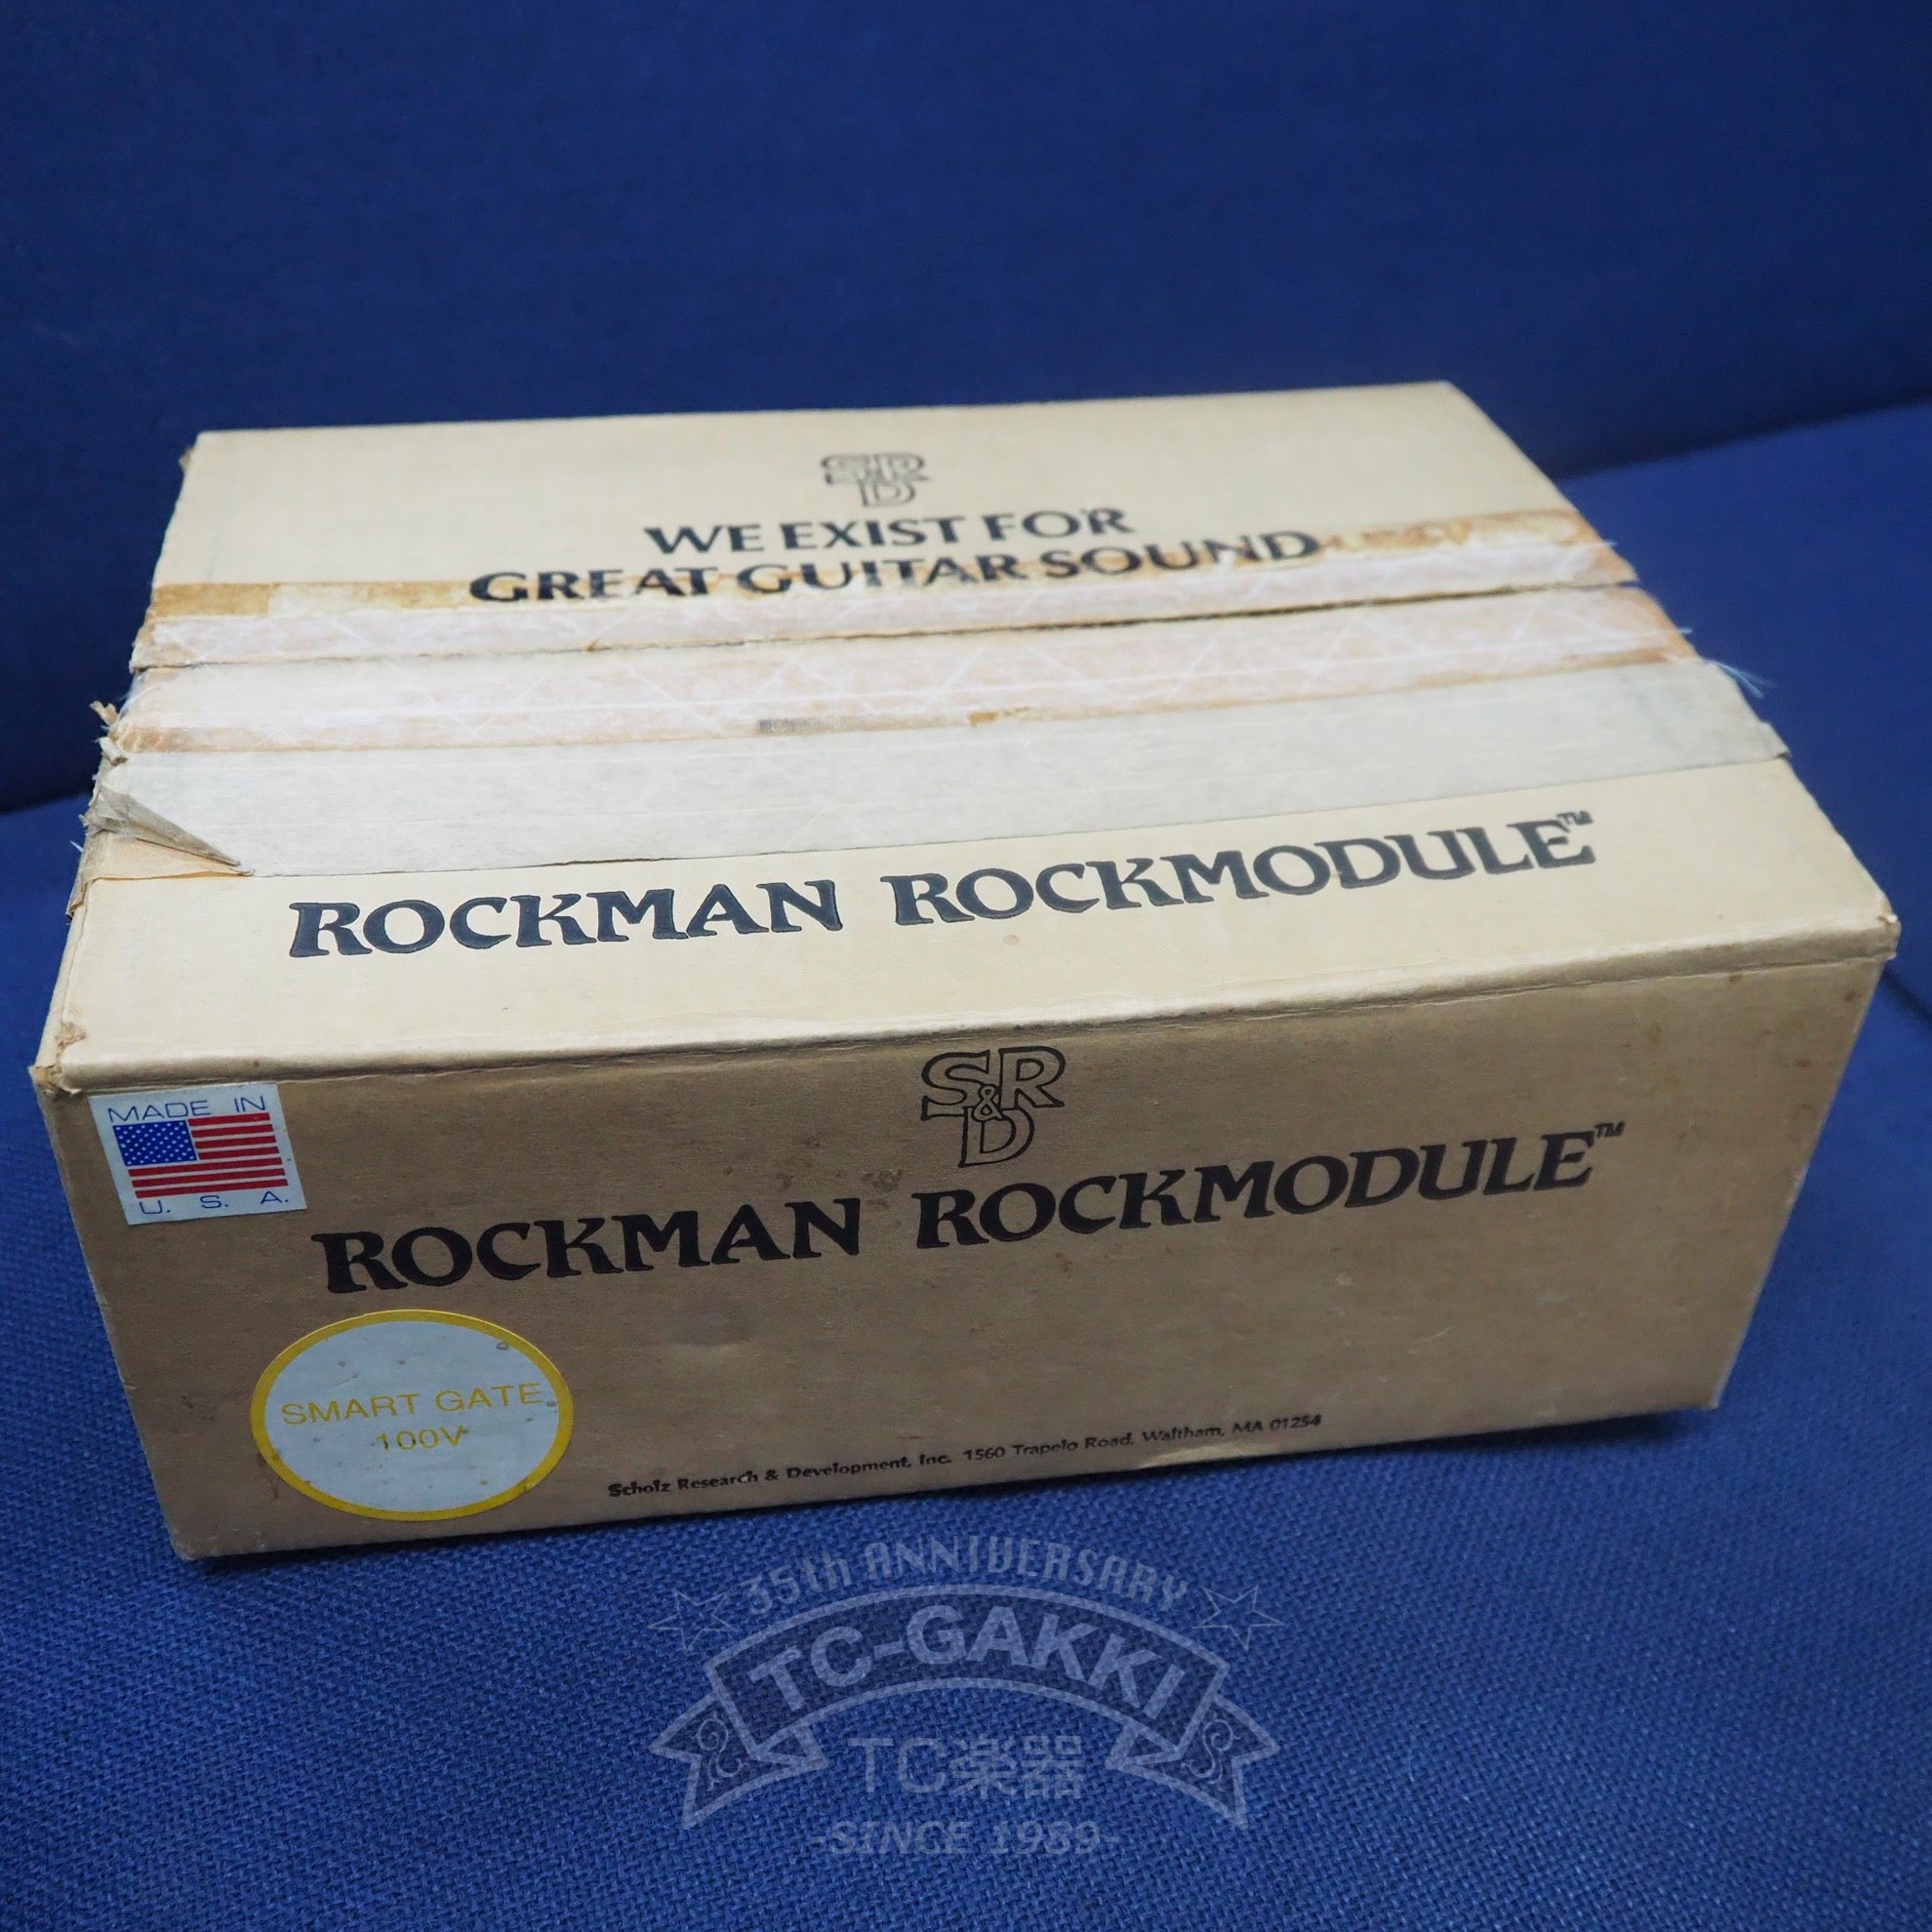 S&R
D
WE EXIST FOR
GREAT GUITAR SOUND
ROCKMAN ROCKMODULE™
MADE IN
U. S. A.
S&R
D
ROCKMAN ROCKMODULE™
SMART GATE
100V
Scholz Research & Development, Inc. 1560 Trapelo Road, Waltham, MA 01254
35th ANNIVERSARY
TC-GAKKI
TC楽器
-SINCE 1989-